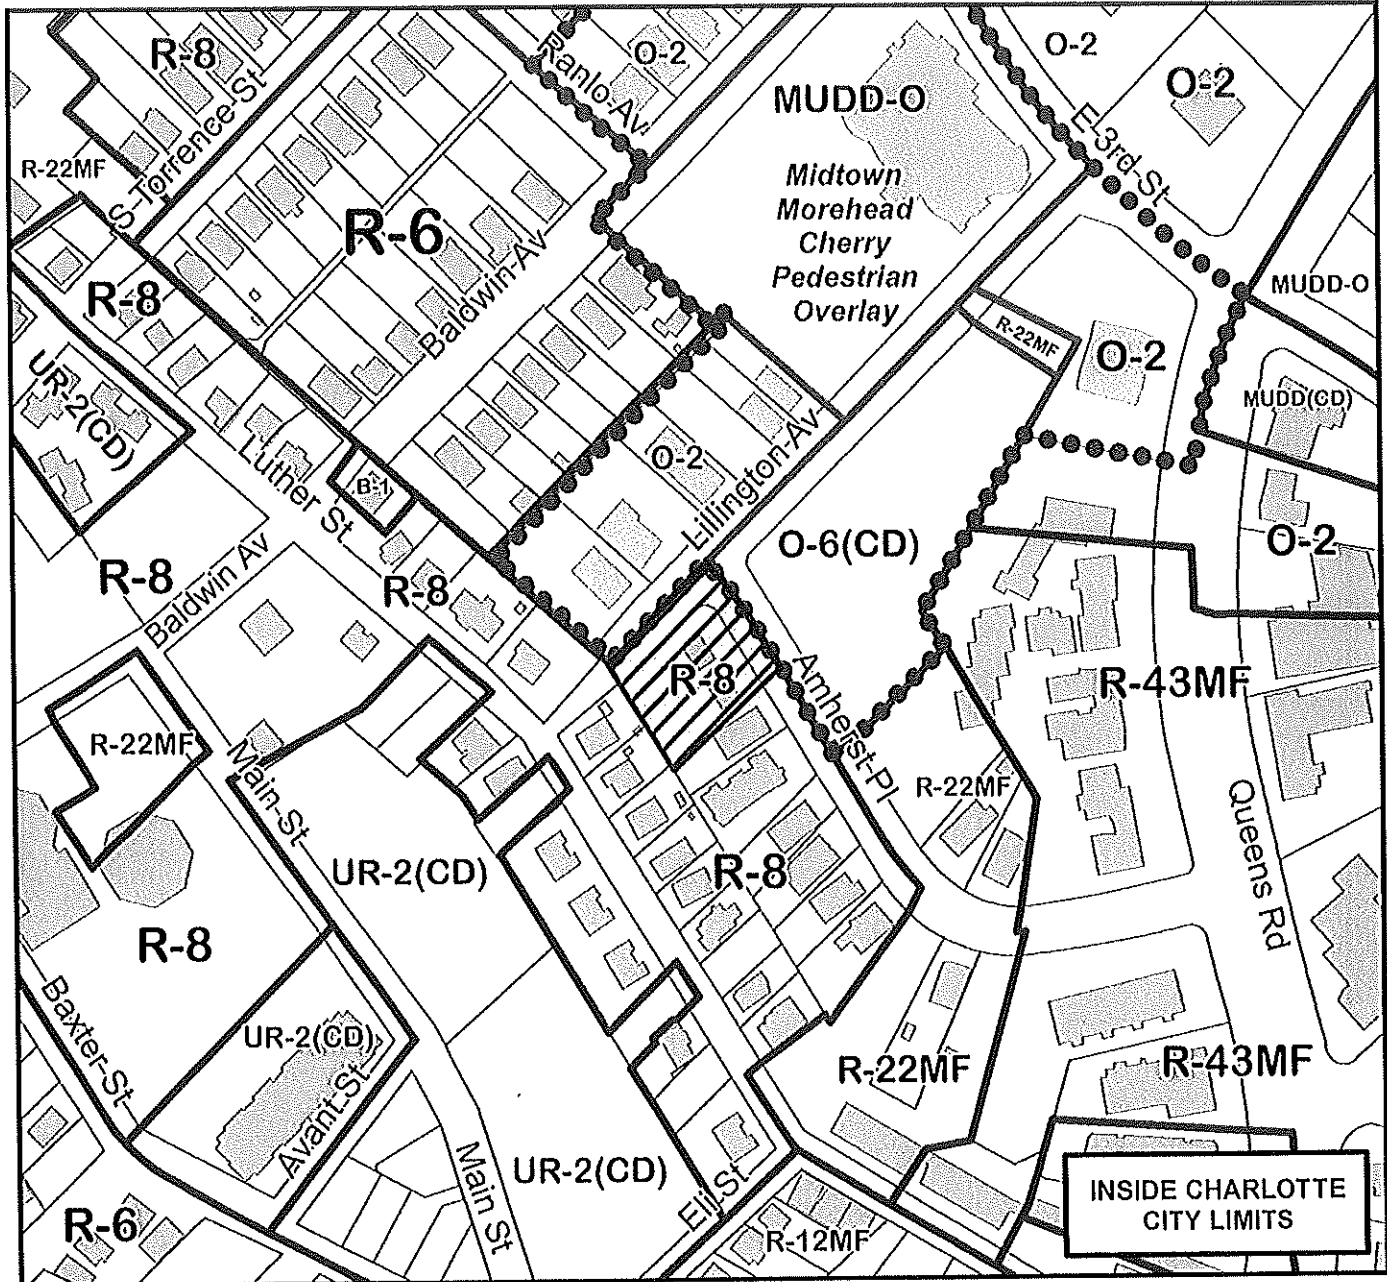 R-8
O-2
O-2
O-2
Ranlo-Av
MUDD-O
R-22MF
S-Torrence-St
E-3rd-St
Midtown
Morehead
Cherry
Pedestrian
Overlay
R-6
Baldwin-Av
R-8
MUDD-O
R-22MF
O-2
UR-2(CD)
MUDD(CD)
Luther St
B-1
O-2
Lillington-Av
O-6(CD)
O-2
R-8
Baldwin Av
R-8
R-8
R-43MF
Amherst-Pl
R-22MF
Main-St
R-22MF
Queens Rd
UR-2(CD)
R-8
R-8
Baxter-St
UR-2(CD)
Avant-St
R-22MF
R-43MF
Main St
UR-2(CD)
Eli-St
R-6
R-12MF
INSIDE CHARLOTTE
CITY LIMITS